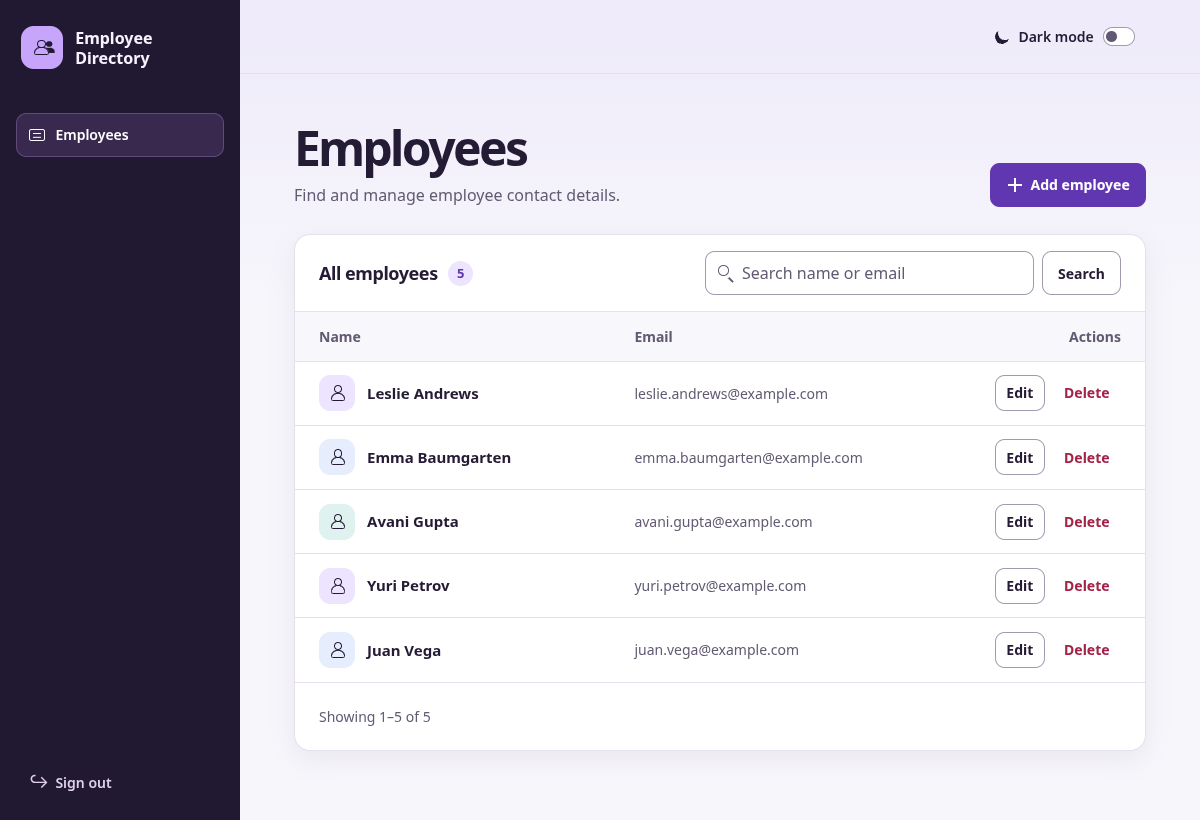 Employee
Directory
Employees
Sign out
Dark mode
Employees
Find and manage employee contact details.
Add employee
All employees 5
Search name or email
Search
Name Email Actions
Leslie Andrews leslie.andrews@example.com Edit Delete
Emma Baumgarten emma.baumgarten@example.com Edit Delete
Avani Gupta avani.gupta@example.com Edit Delete
Yuri Petrov yuri.petrov@example.com Edit Delete
Juan Vega juan.vega@example.com Edit Delete
Showing 1–5 of 5